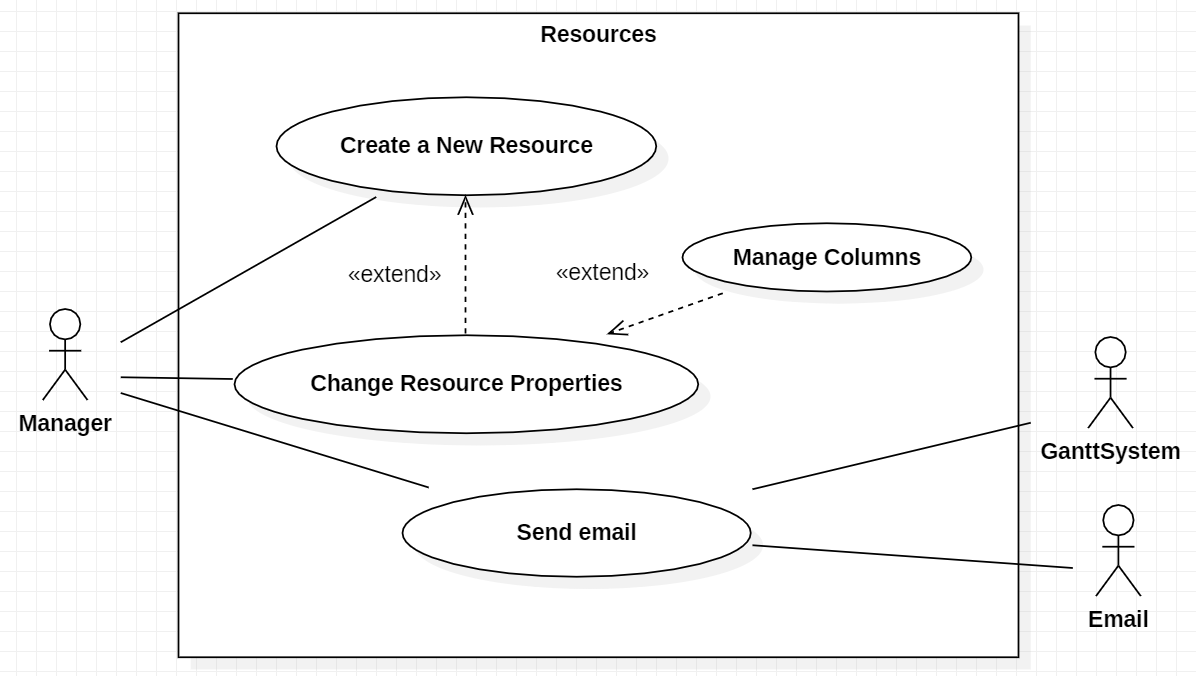 Resources
Create a New Resource
Manage Columns
«extend»
«extend»
Change Resource Properties
Manager
GanttSystem
Send email
Email